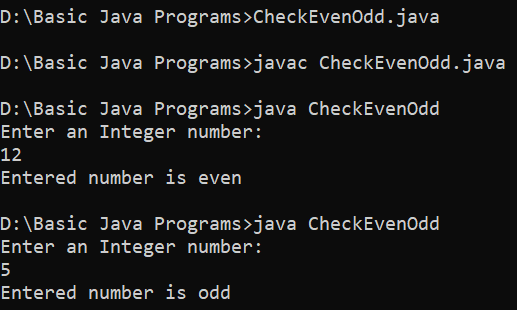 D:\Basic Java Programs>CheckEvenOdd.java
D:\Basic Java Programs>javac CheckEvenOdd.java
D:\Basic Java Programs>java CheckEvenOdd
Enter an Integer number:
12
Entered number is even
D:\Basic Java Programs>java CheckEvenOdd
Enter an Integer number:
5
Entered number is odd